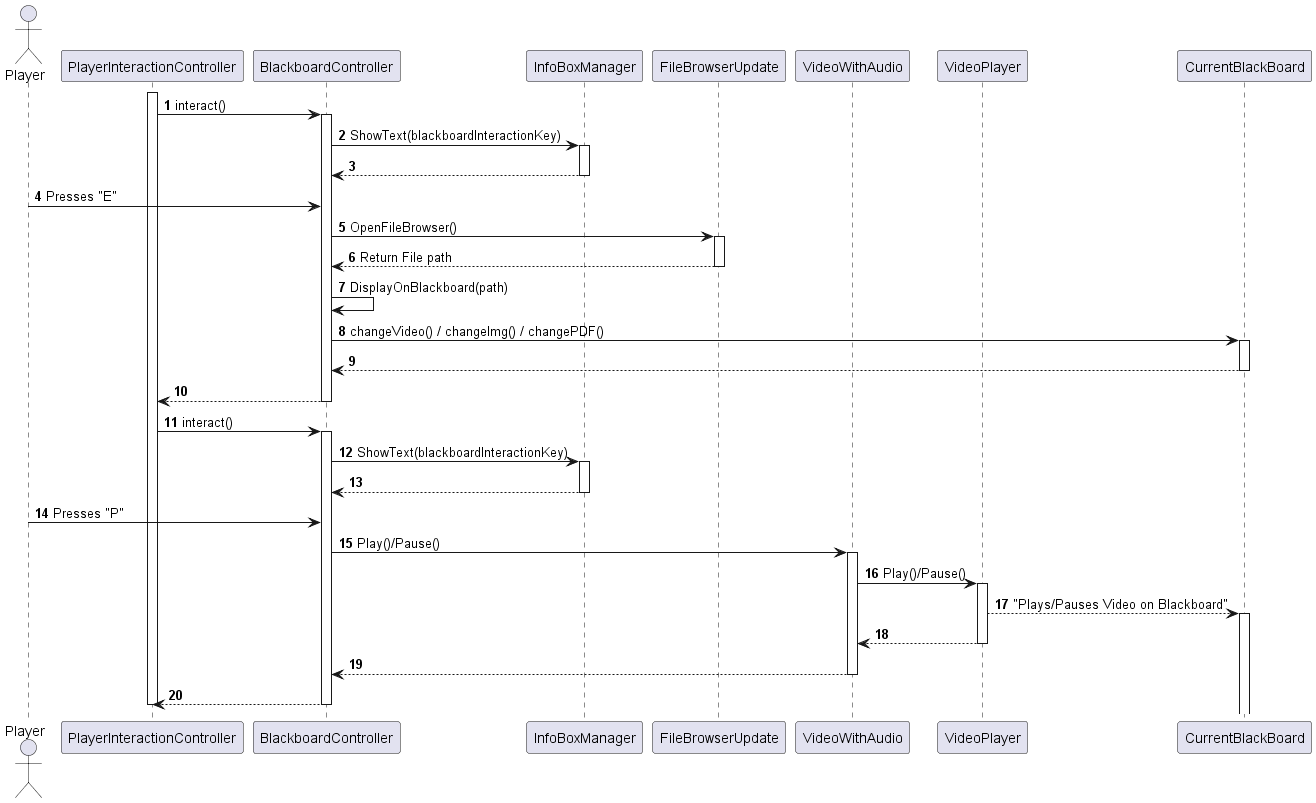 Player
PlayerInteractionController
BlackboardController
InfoBoxManager
FileBrowserUpdate
VideoWithAudio
VideoPlayer
CurrentBlackBoard
1 interact()
2 ShowText(blackboardInteractionKey)
3
4 Presses "E"
5 OpenFileBrowser()
6 Return File path
7 DisplayOnBlackboard(path)
8 changeVideo() / changeImg() / changePDF()
9
10
11 interact()
12 ShowText(blackboardInteractionKey)
13
14 Presses "P"
15 Play()/Pause()
16 Play()/Pause()
17 "Plays/Pauses Video on Blackboard"
18
19
20
Player
PlayerInteractionController
BlackboardController
InfoBoxManager
FileBrowserUpdate
VideoWithAudio
VideoPlayer
CurrentBlackBoard